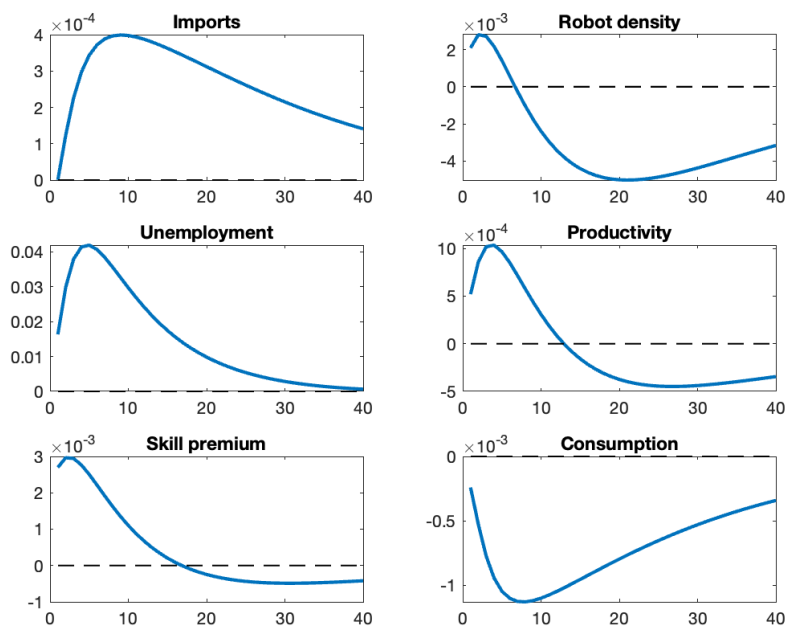 ×10⁻⁴ Imports
4
3
2
1
0
0 10 20 30 40
×10⁻³ Robot density
2
0
-2
-4
0 10 20 30 40
Unemployment
0.04
0.03
0.02
0.01
0
0 10 20 30 40
×10⁻⁴ Productivity
10
5
0
-5
0 10 20 30 40
×10⁻³ Skill premium
3
2
1
0
-1
0 10 20 30 40
×10⁻³ Consumption
0
-0.5
-1
0 10 20 30 40